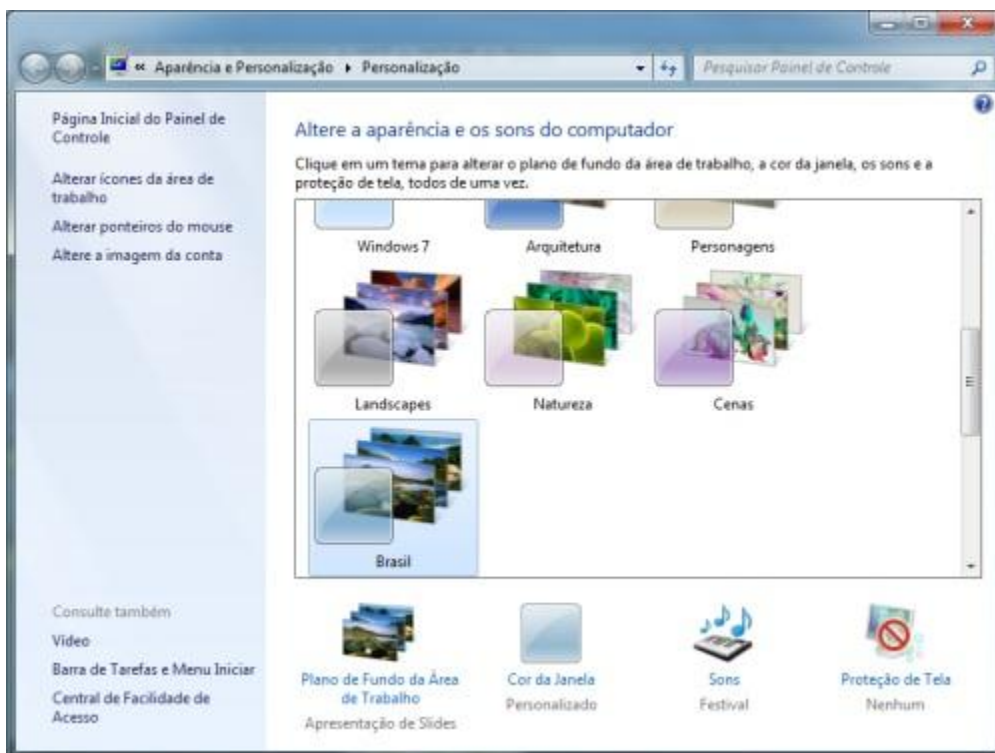 « Aparência e Personalização ▸ Personalização
Pesquisar Painel de Controle
Página Inicial do Painel de
Controle
Alterar ícones da área de
trabalho
Alterar ponteiros do mouse
Altere a imagem da conta
Altere a aparência e os sons do computador
Clique em um tema para alterar o plano de fundo da área de trabalho, a cor da janela, os sons e a
proteção de tela, todos de uma vez.
Windows 7
Arquitetura
Personagens
Landscapes
Natureza
Cenas
Brasil
Consulte também
Vídeo
Barra de Tarefas e Menu Iniciar
Central de Facilidade de
Acesso
Plano de Fundo da Área
de Trabalho
Apresentação de Slides
Cor da Janela
Personalizado
Sons
Festival
Proteção de Tela
Nenhum